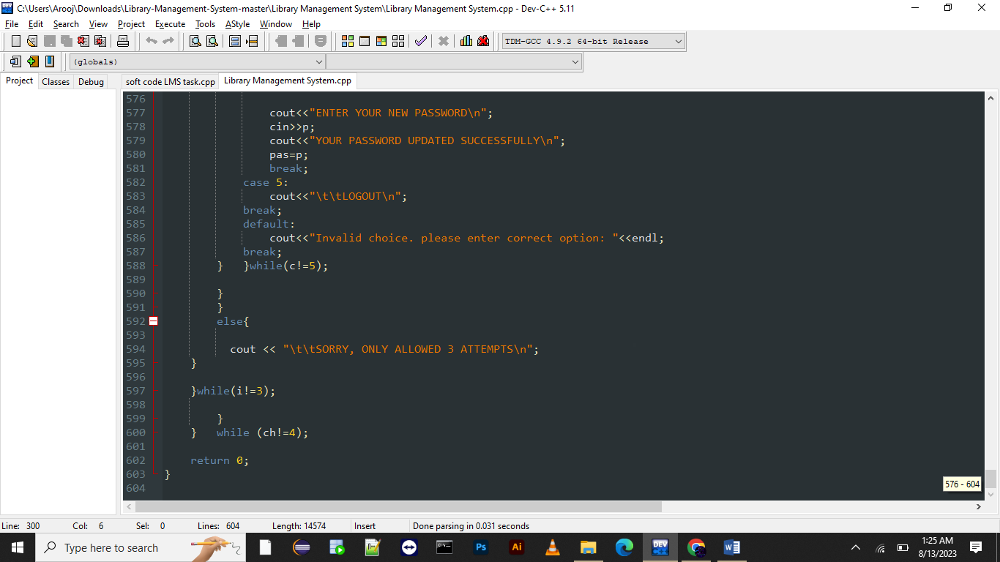 C:\Users\Arooj\Downloads\Library-Management-System-master\Library Management System\Library Management System.cpp - Dev-C++ 5.11
File Edit Search View Project Execute Tools AStyle Window Help
TDM-GCC 4.9.2 64-bit Release
(globals)
Project Classes Debug soft code LMS task.cpp Library Management System.cpp
576
577 cout<<"ENTER YOUR NEW PASSWORD\n";
578 cin>>p;
579 cout<<"YOUR PASSWORD UPDATED SUCCESSFULLY\n";
580 pas=p;
581 break;
582 case 5:
583 cout<<"\t\tLOGOUT\n";
584 break;
585 default:
586 cout<<"Invalid choice. please enter correct option: "<<endl;
587 break;
588 } }while(c!=5);
589
590 }
591 }
592 else{
593
594 cout << "\t\tSORRY, ONLY ALLOWED 3 ATTEMPTS\n";
595 }
596
597 }while(i!=3);
598
599 }
600 } while (ch!=4);
601
602 return 0;
603 }
604
576 - 604
Line: 300 Col: 6 Sel: 0 Lines: 604 Length: 14574 Insert Done parsing in 0.031 seconds
Type here to search
Ps
Ai
DEV
1:25 AM
8/13/2023